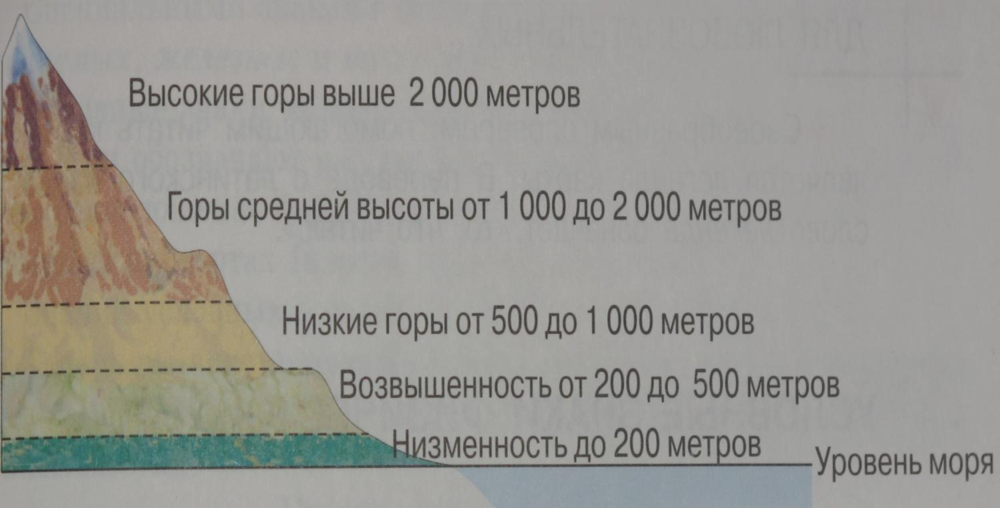 Высокие горы выше 2 000 метров
Горы средней высоты от 1 000 до 2 000 метров
Низкие горы от 500 до 1 000 метров
Возвышенность от 200 до 500 метров
Низменность до 200 метров
Уровень моря